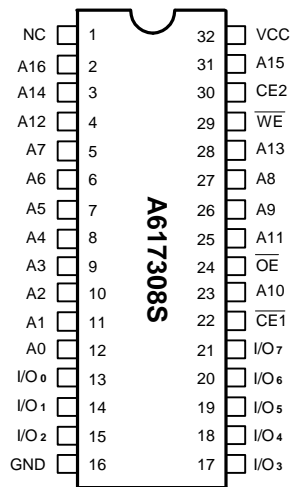 NC 1 32 VCC
A16 2 31 A15
A14 3 30 CE2
A12 4 29 W̅E̅
A7 5 28 A13
A6 6 27 A8
A5 7 26 A9
A4 8 25 A11
A3 9 24 O̅E̅
A2 10 23 A10
A1 11 22 C̅E̅1̅
A0 12 21 I/O7
I/O0 13 20 I/O6
I/O1 14 19 I/O5
I/O2 15 18 I/O4
GND 16 17 I/O3
A617308S